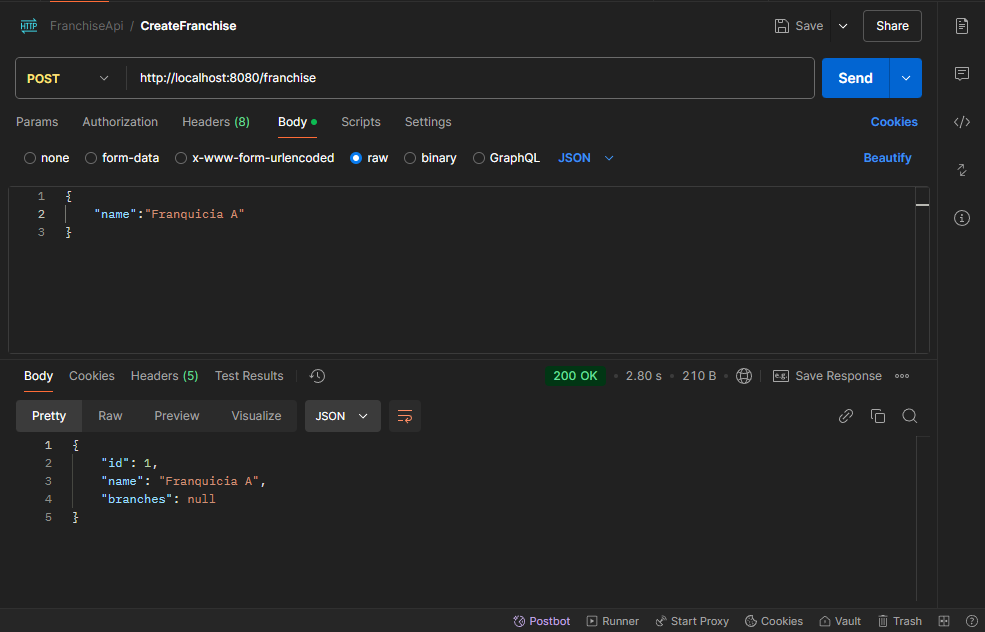 HTTP FranchiseApi / CreateFranchise Save Share
POST http://localhost:8080/franchise Send
Params Authorization Headers (8) Body Scripts Settings Cookies
none form-data x-www-form-urlencoded raw binary GraphQL JSON Beautify
1 {
2 "name":"Franquicia A"
3 }
Body Cookies Headers (5) Test Results 200 OK 2.80 s 210 B e.g. Save Response
Pretty Raw Preview Visualize JSON
1 {
2 "id": 1,
3 "name": "Franquicia A",
4 "branches": null
5 }
Postbot Runner Start Proxy Cookies Vault Trash